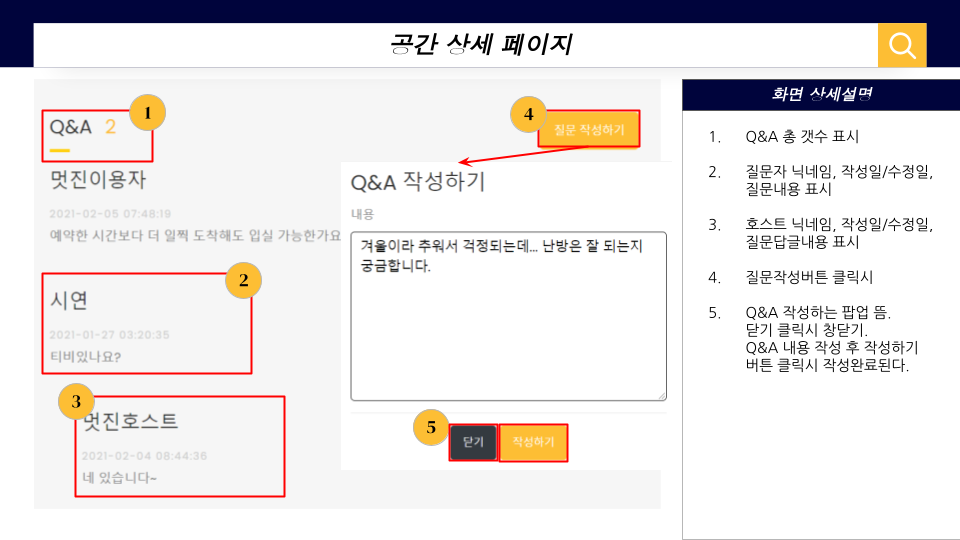 공간 상세 페이지
1
Q&A 2
4
질문 작성하기
멋진이용자
2021-02-05 07:48:19
예약한 시간보다 더 일찍 도착해도 입실 가능한가요
2
시연
2021-01-27 03:20:35
티비있나요?
3
멋진호스트
2021-02-04 08:44:36
네 있습니다~
Q&A 작성하기
내용
겨울이라 추워서 걱정되는데... 난방은 잘 되는지
궁금합니다.
5
닫기
작성하기
화면 상세설명
1. Q&A 총 갯수 표시
2. 질문자 닉네임, 작성일/수정일,
질문내용 표시
3. 호스트 닉네임, 작성일/수정일,
질문답글내용 표시
4. 질문작성버튼 클릭시
5. Q&A 작성하는 팝업 뜸.
닫기 클릭시 창닫기.
Q&A 내용 작성 후 작성하기
버튼 클릭시 작성완료된다.